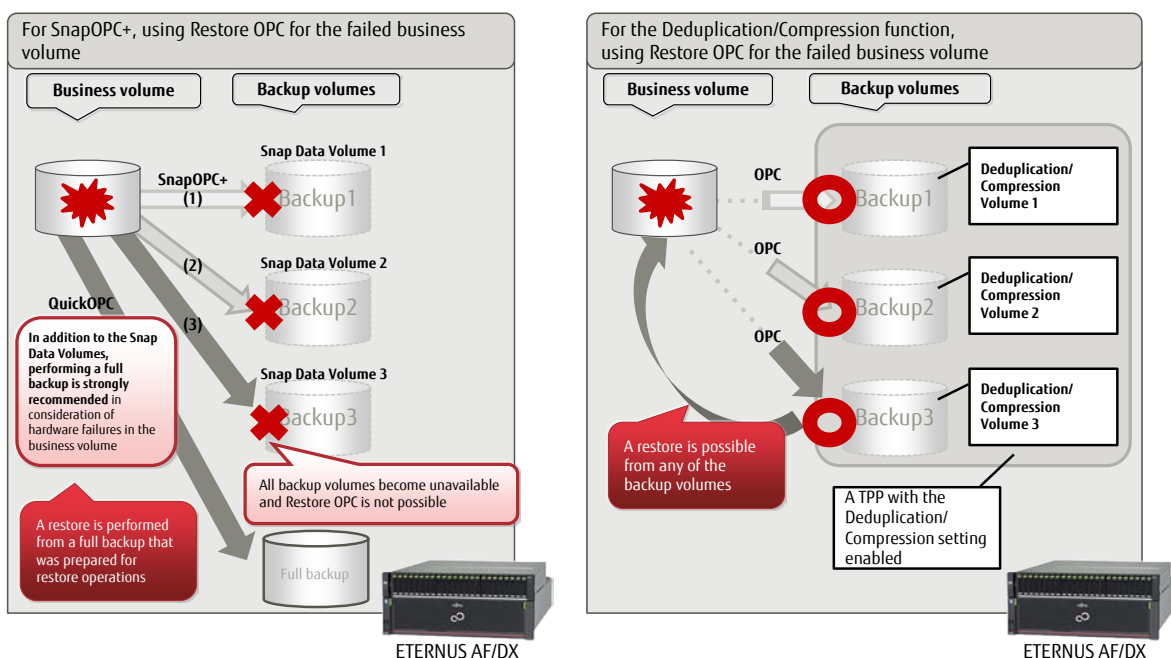 For SnapOPC+, using Restore OPC for the failed business
volume
Business volume
Backup volumes
Snap Data Volume 1
SnapOPC+
(1)
Backup1
(2)
Snap Data Volume 2
Backup2
QuickOPC
(3)
In addition to the Snap
Data Volumes,
performing a full
backup is strongly
recommended in
consideration of
hardware failures in the
business volume
Snap Data Volume 3
Backup3
All backup volumes become unavailable
and Restore OPC is not possible
A restore is performed
from a full backup that
was prepared for
restore operations
Full backup
ETERNUS AF/DX
For the Deduplication/Compression function,
using Restore OPC for the failed business volume
Business volume
Backup volumes
OPC
Backup1
Deduplication/
Compression
Volume 1
OPC
Backup2
Deduplication/
Compression
Volume 2
OPC
Backup3
Deduplication/
Compression
Volume 3
A restore is possible
from any of the
backup volumes
A TPP with the
Deduplication/
Compression setting
enabled
ETERNUS AF/DX